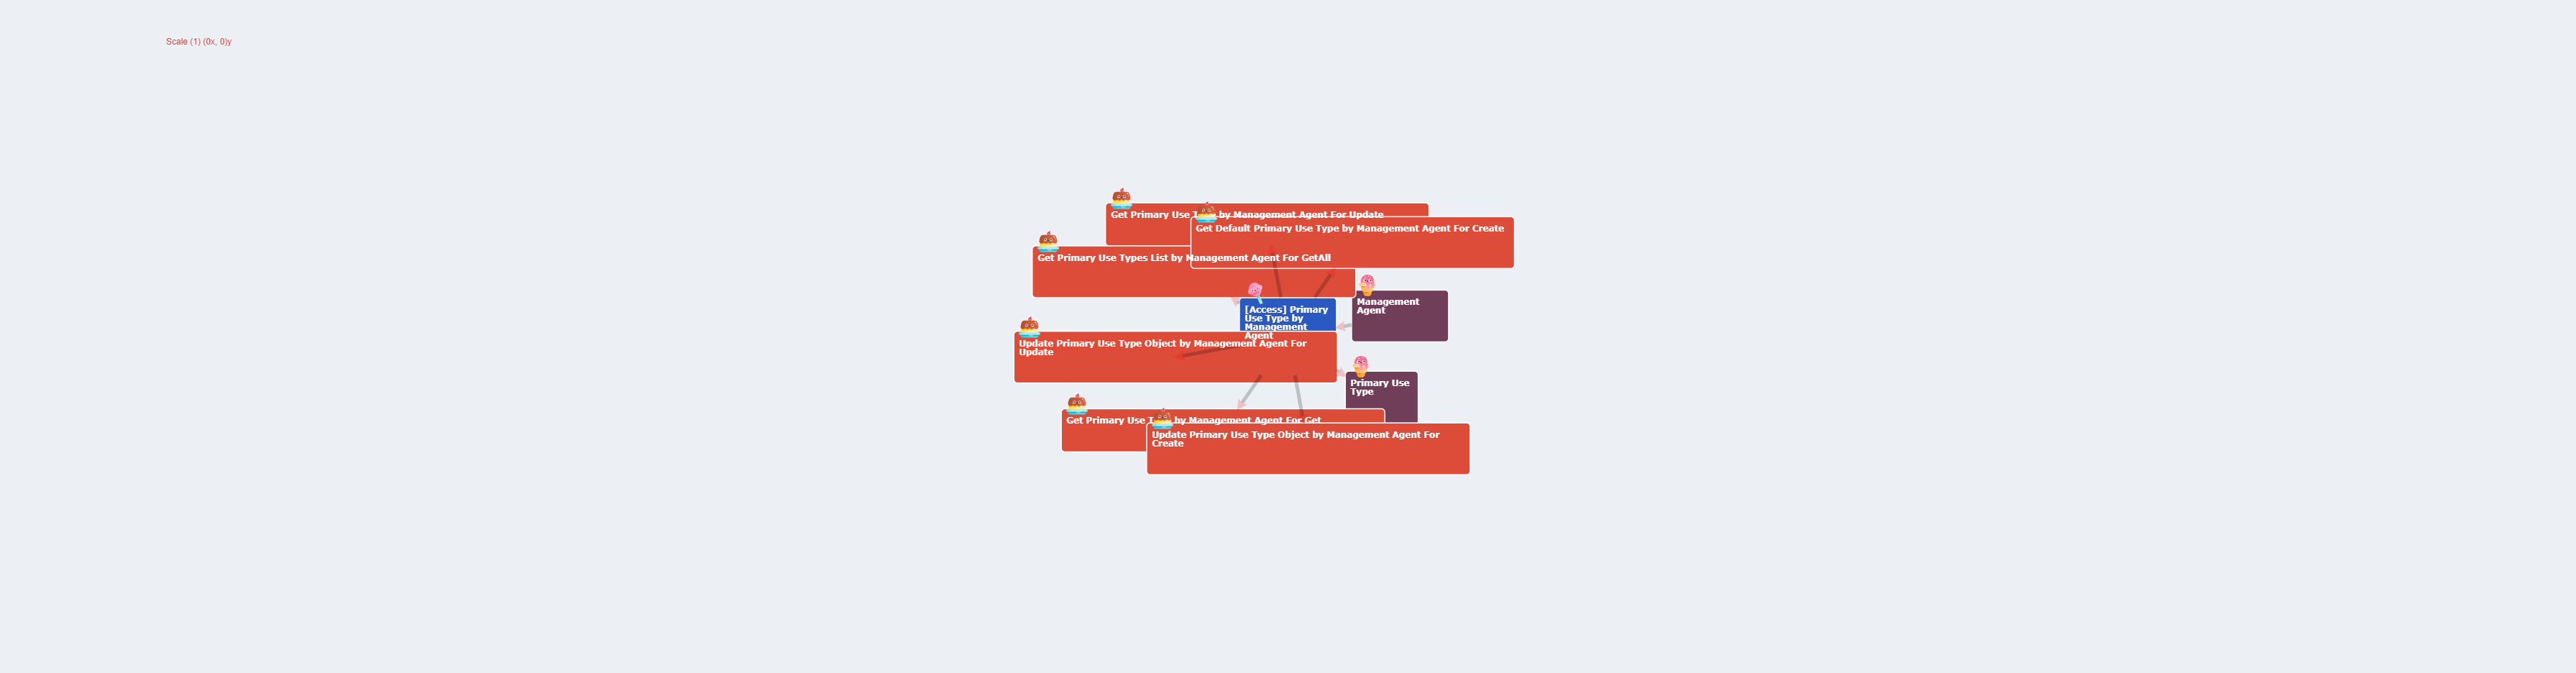 Scale (1) (0x, 0)y
Get Primary Use T by Management Agent For Update
Get Default Primary Use Type by Management Agent For Create
Get Primary Use Types List by Management Agent For GetAll
[Access] Primary
Use Type by
Management
Agent
Management
Agent
Update Primary Use Type Object by Management Agent For
Update
Primary Use
Type
Get Primary Use T by Management Agent For Get
Update Primary Use Type Object by Management Agent For
Create